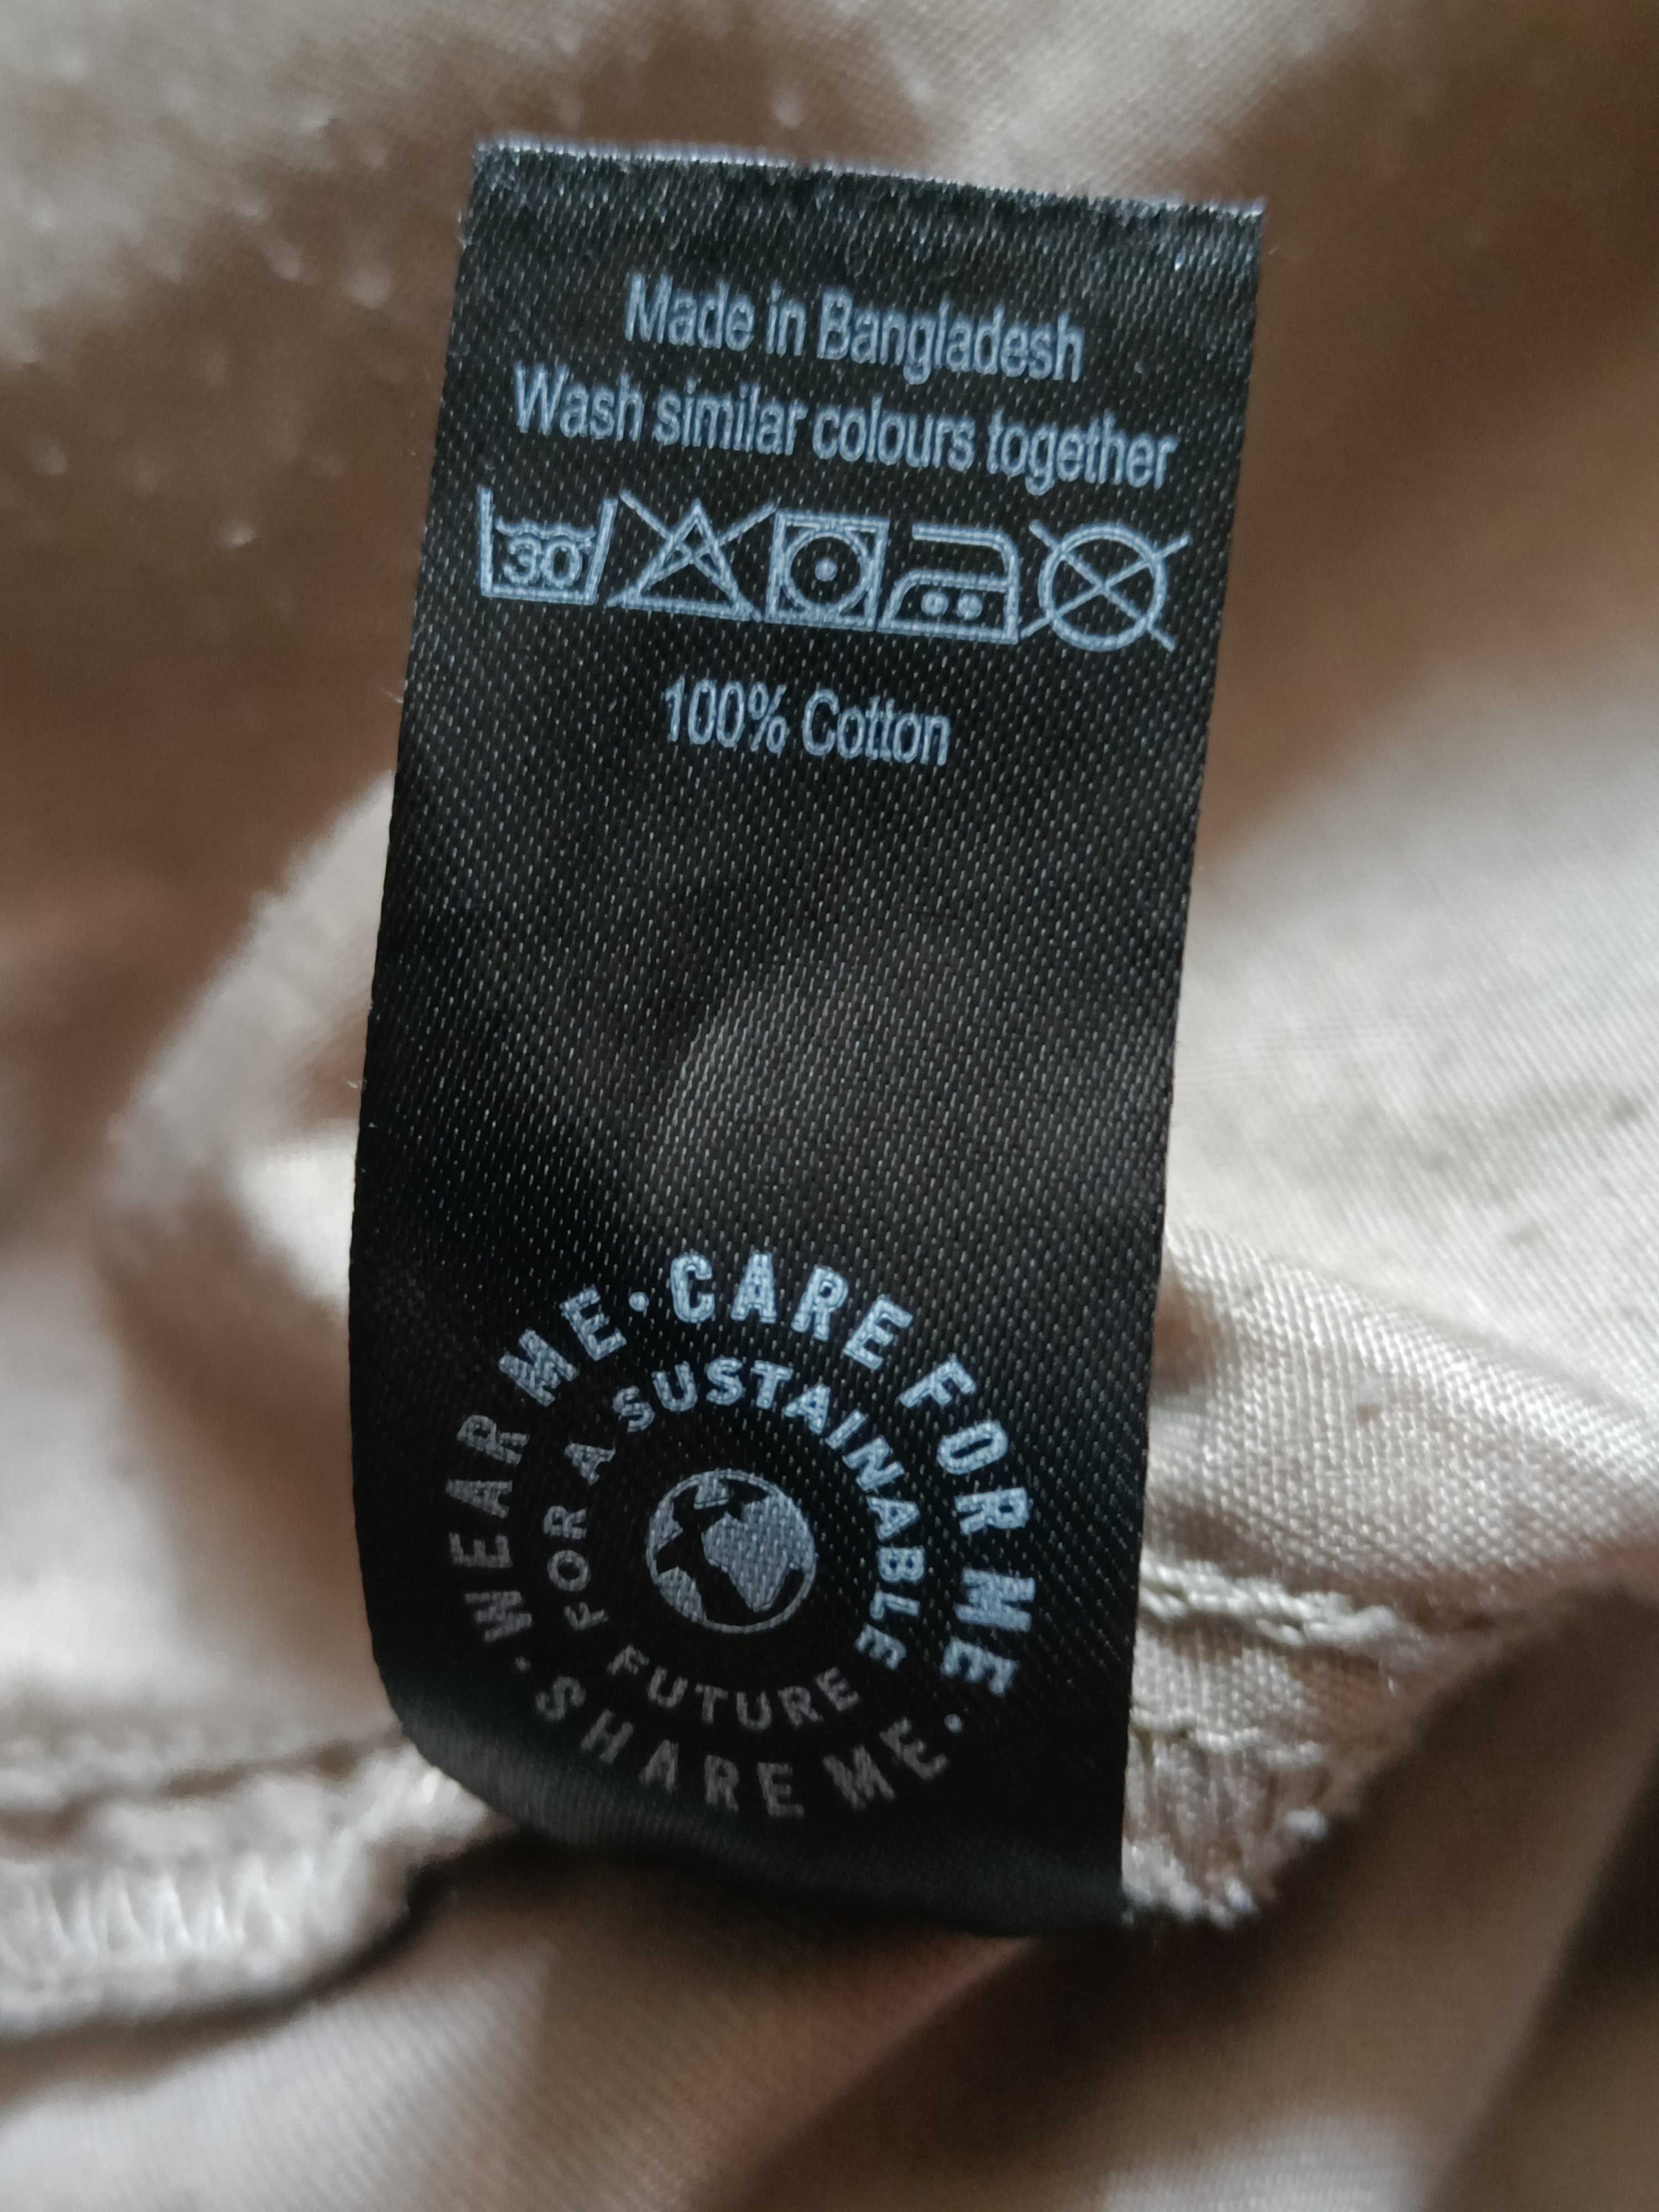 Made in Bangladesh
Wash similar colours together
30
100% Cotton
WEAR ME · CARE FOR ME · SHARE ME ·
FOR A SUSTAINABLE FUTURE